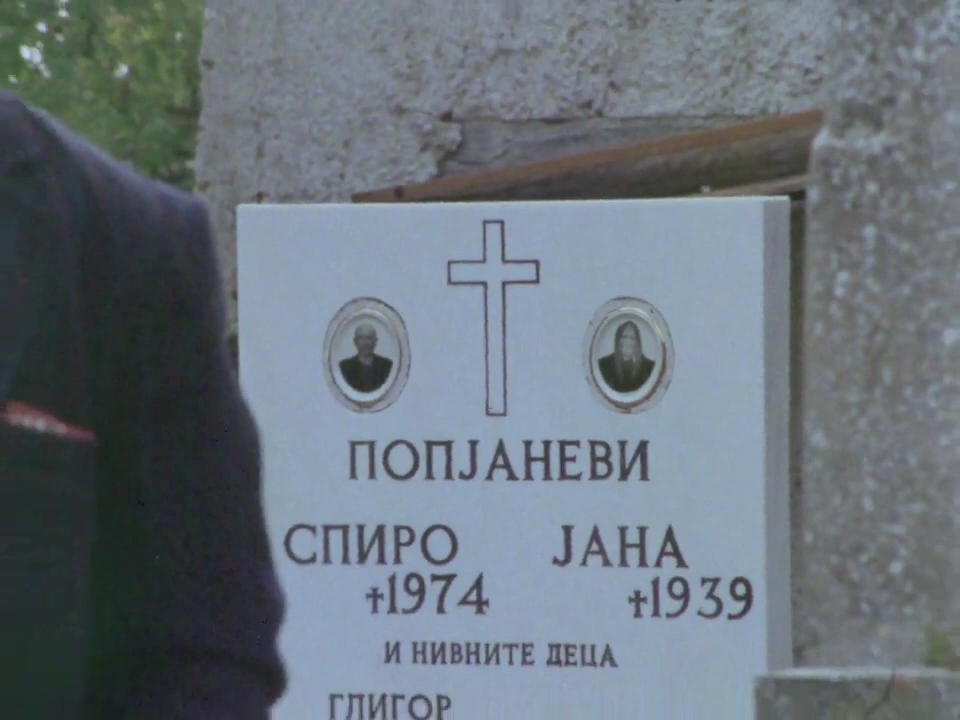 ПОПЈАНЕВИ
СПИРО ЈАНА
†1974 †1939
И НИВНИТЕ ДЕЦА
ГЛИГОР